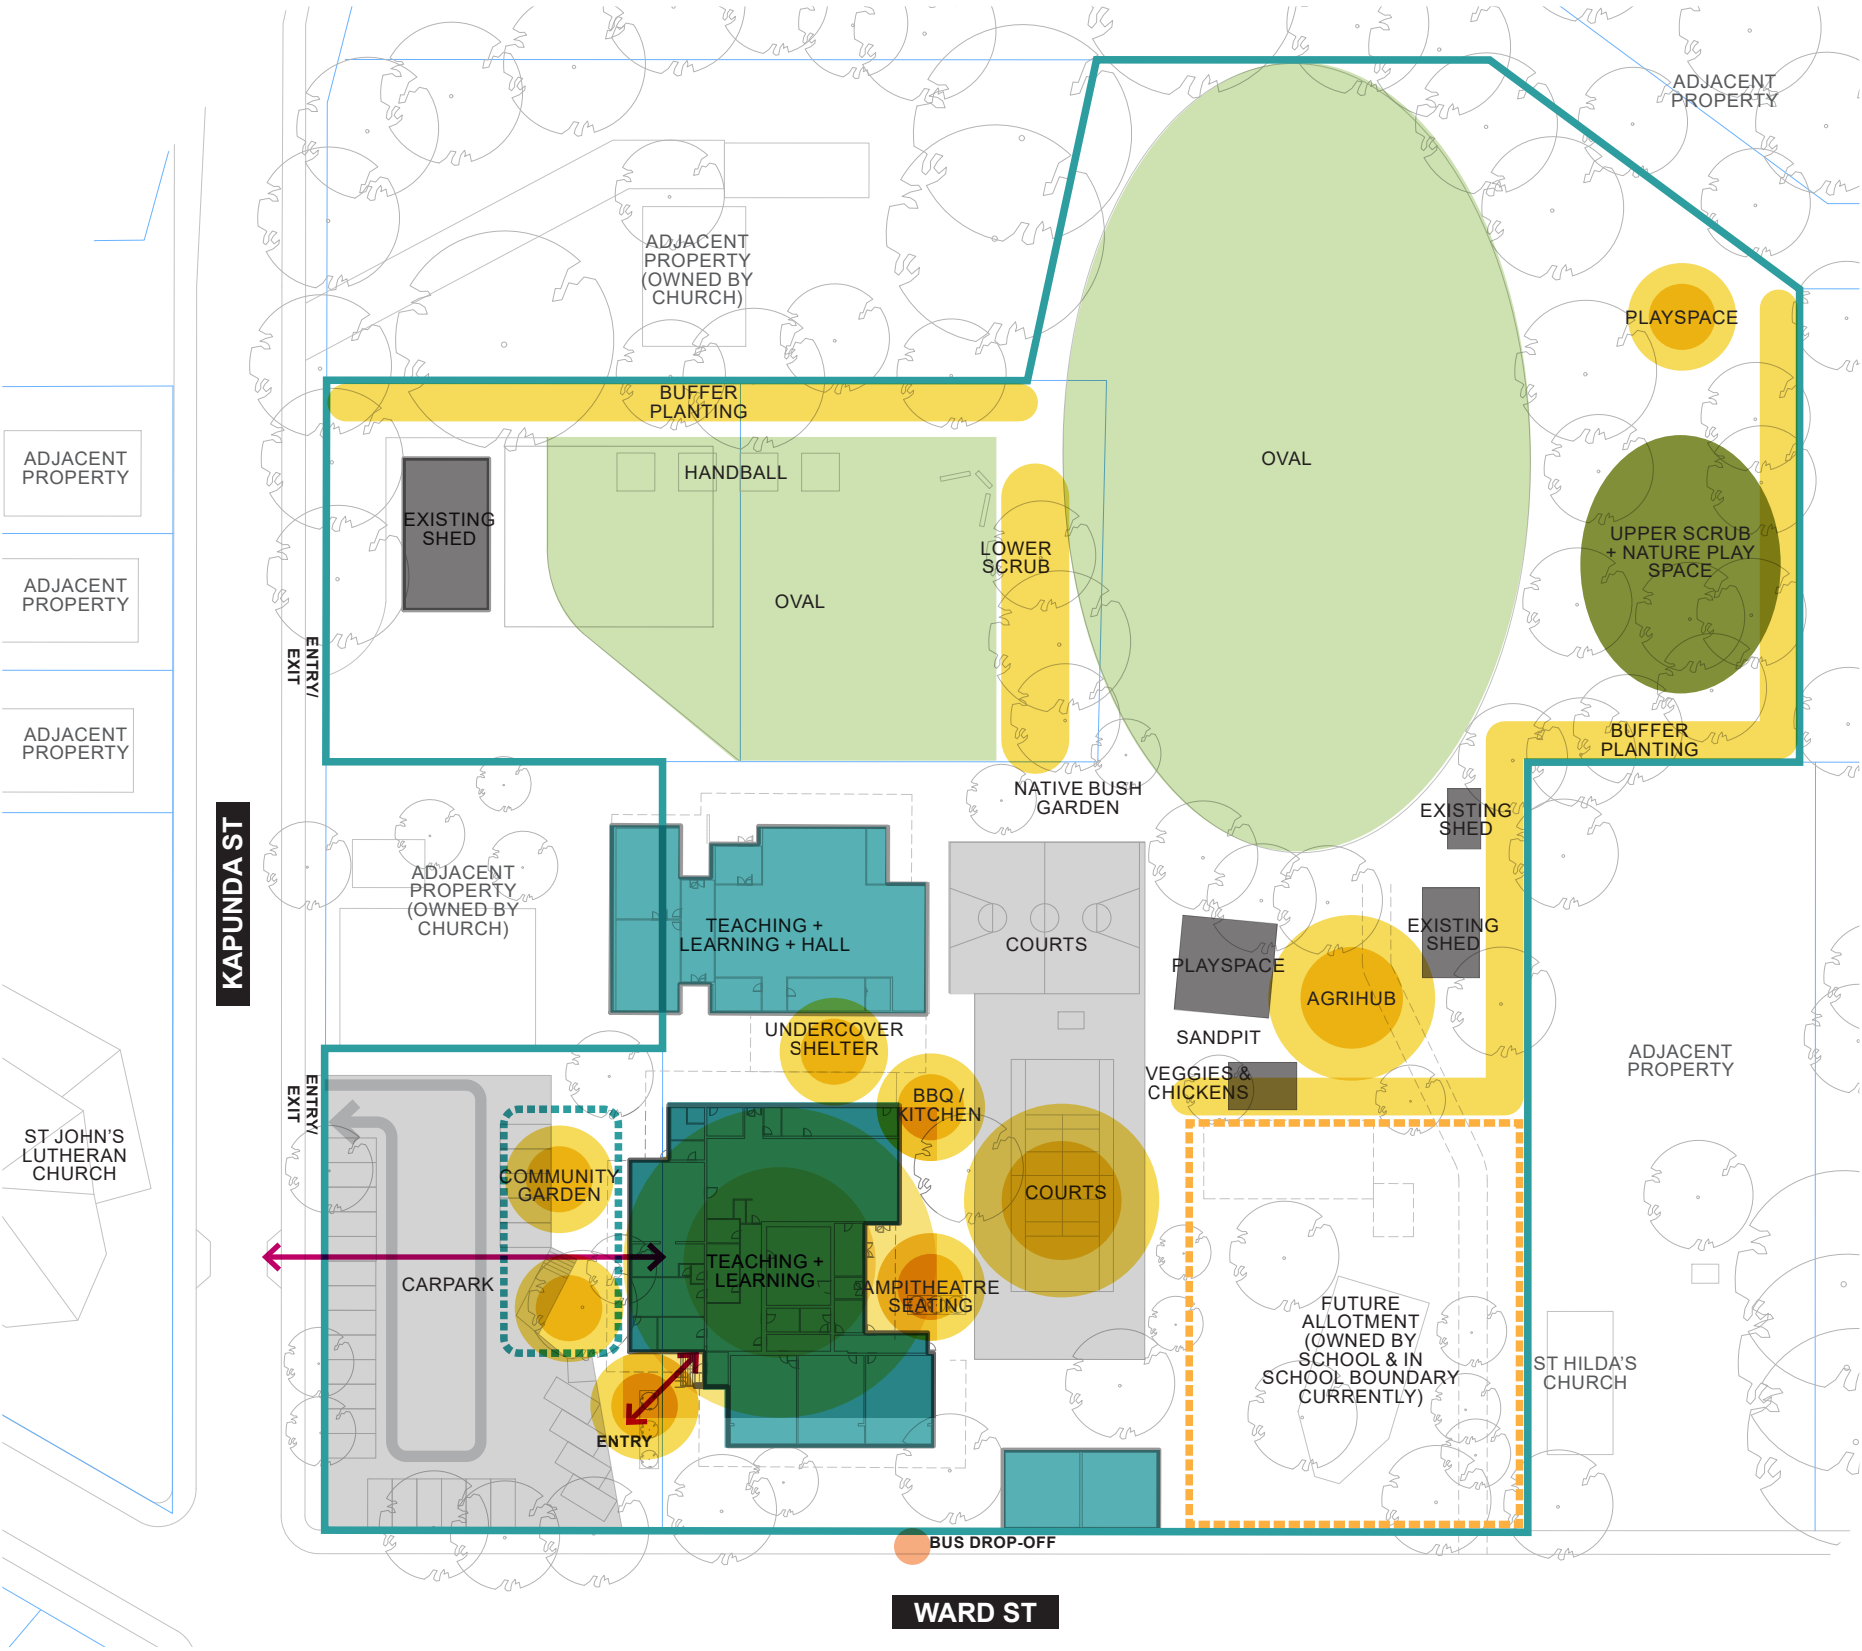 ADJACENT
PROPERTY
ADJACENT
PROPERTY
(OWNED BY
CHURCH)
PLAYSPACE
BUFFER
PLANTING
ADJACENT
PROPERTY
HANDBALL
OVAL
EXISTING
SHED
LOWER
SCRUB
UPPER SCRUB
+ NATURE PLAY
SPACE
ADJACENT
PROPERTY
OVAL
ENTRY/
EXIT
ADJACENT
PROPERTY
BUFFER
PLANTING
NATIVE BUSH
GARDEN
EXISTING
SHED
KAPUNDA ST
ADJACENT
PROPERTY
(OWNED BY
CHURCH)
TEACHING +
LEARNING + HALL
COURTS
EXISTING
SHED
PLAYSPACE
AGRIHUB
UNDERCOVER
SHELTER
SANDPIT
ADJACENT
PROPERTY
VEGGIES &
CHICKENS
BBQ /
KITCHEN
ENTRY/
EXIT
ST JOHN'S
LUTHERAN
CHURCH
COMMUNITY
GARDEN
COURTS
TEACHING +
LEARNING
CARPARK
AMPITHEATRE
SEATING
FUTURE
ALLOTMENT
(OWNED BY
SCHOOL & IN
SCHOOL BOUNDARY
CURRENTLY)
ST HILDA'S
CHURCH
ENTRY
BUS DROP-OFF
WARD ST